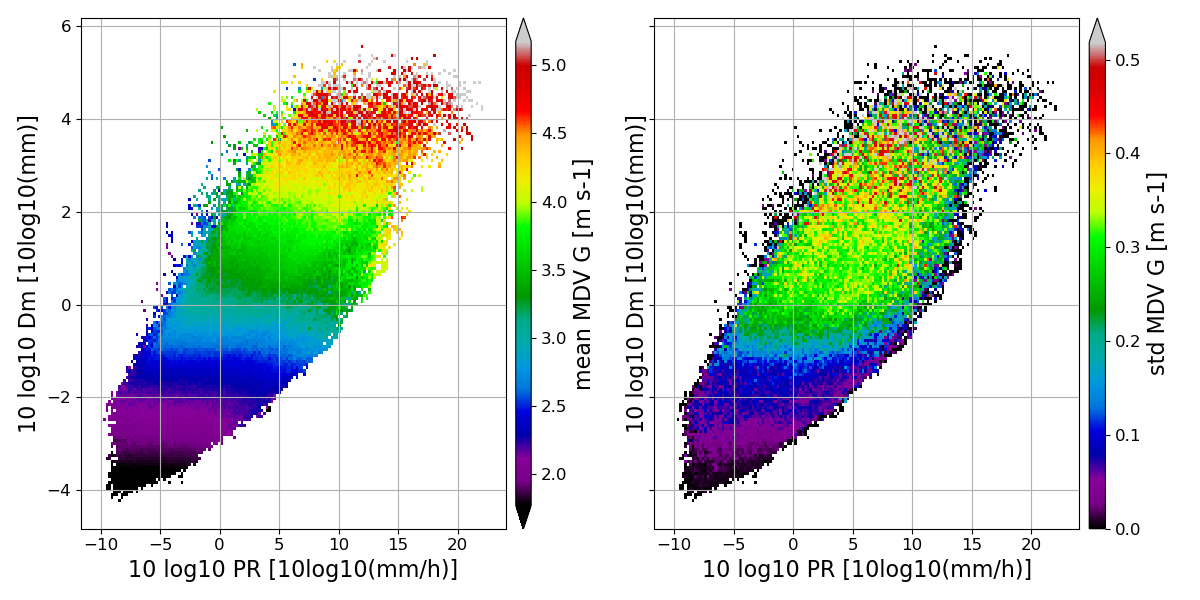 6
4
2
0
−2
−4
10 log10 Dm [10log10(mm)]
−10 −5 0 5 10 15 20
10 log10 PR [10log10(mm/h)]
5.0
4.5
4.0
3.5
3.0
2.5
2.0
mean MDV G [m s-1]
10 log10 Dm [10log10(mm)]
−10 −5 0 5 10 15 20
10 log10 PR [10log10(mm/h)]
0.5
0.4
0.3
0.2
0.1
0.0
std MDV G [m s-1]